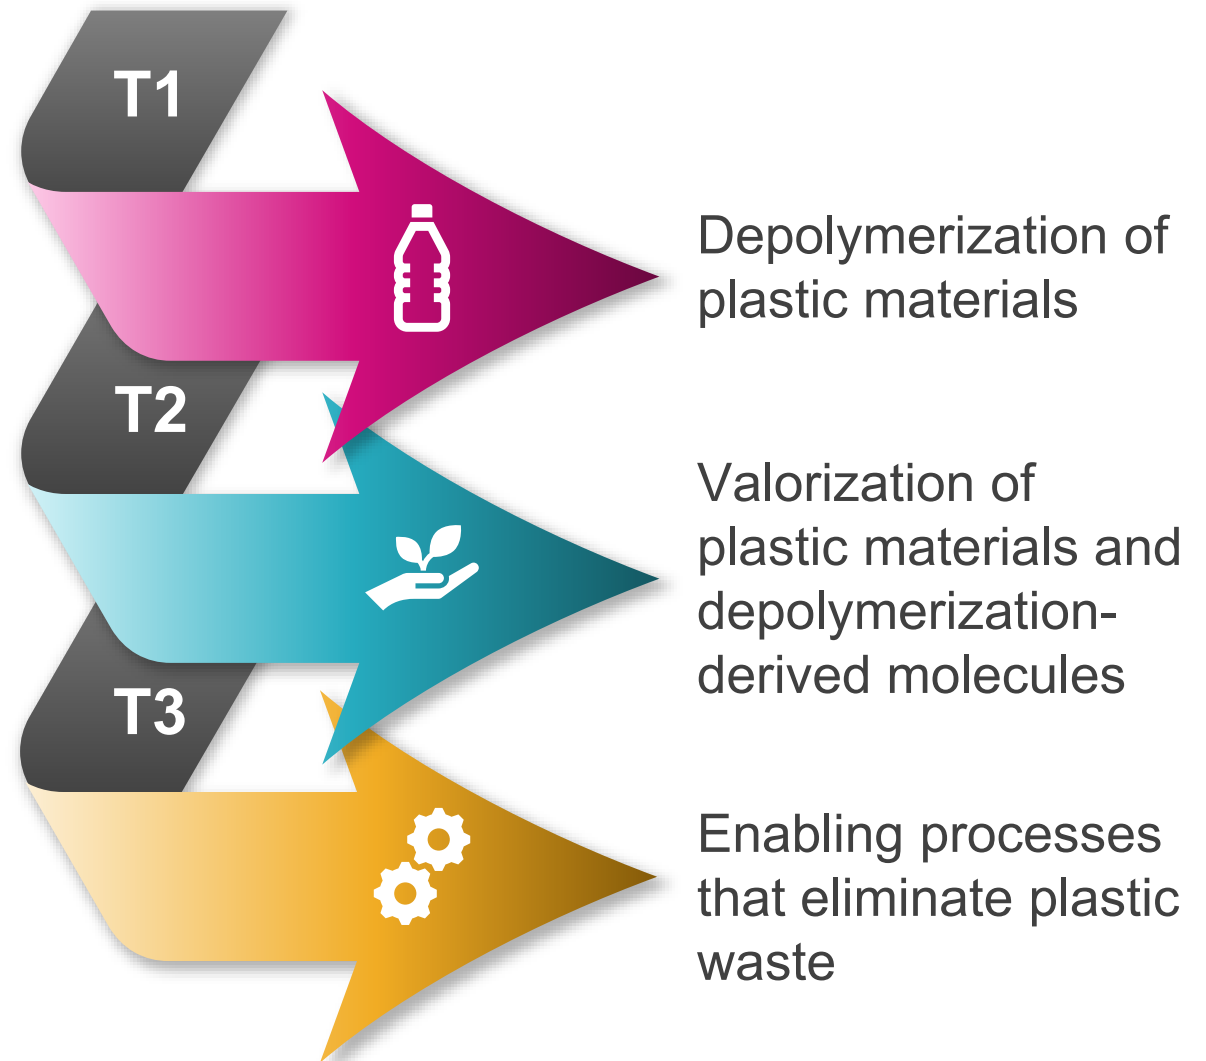 T1
Depolymerization of
plastic materials
T2
Valorization of
plastic materials and
depolymerization-
derived molecules
T3
Enabling processes
that eliminate plastic
waste